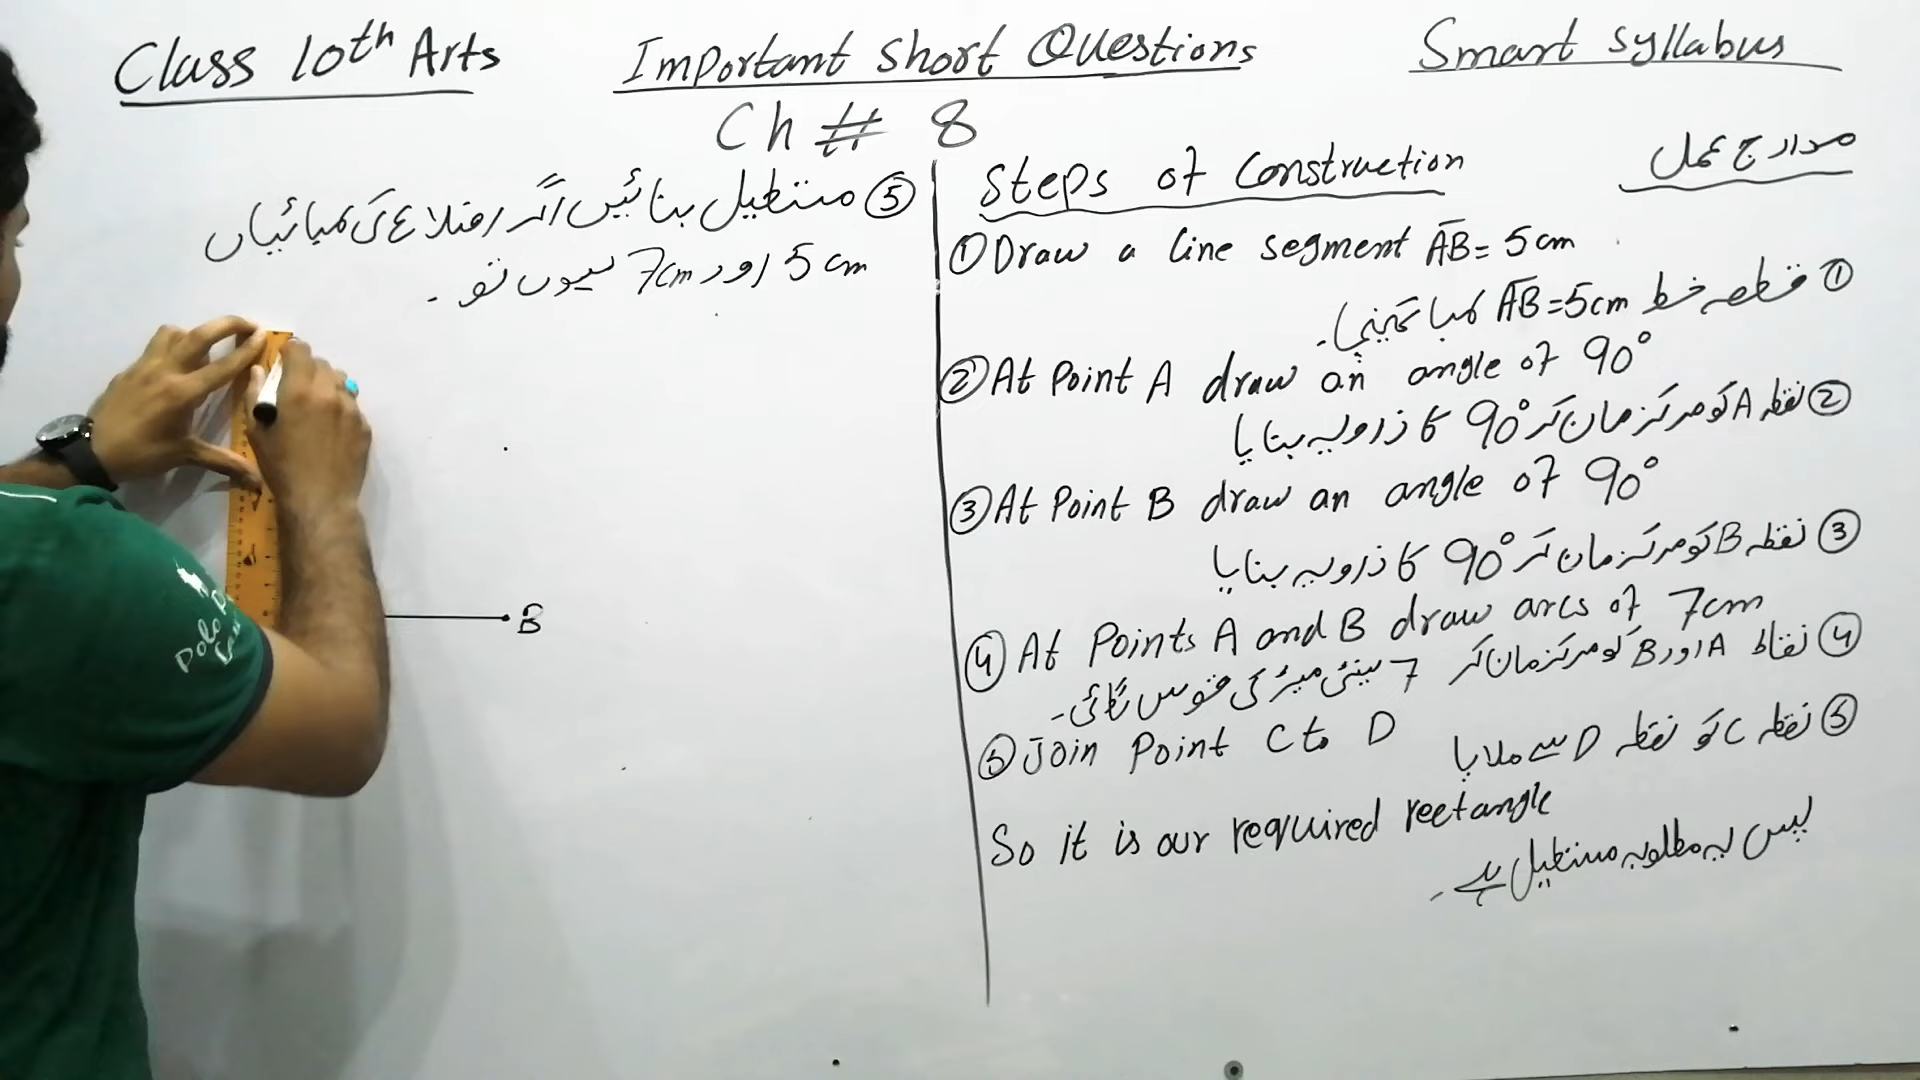 Class 10th Arts
Important Short Questions
Smart Syllabus
Ch # 8
⑤ مستطیل بنائیں اگر اضلاع کی لمبائیاں
5 cm اور 7cm ہوں تو ۔
Steps of Construction
مدارج عمل
① Draw a line segment A̅B̅ = 5 cm
① قطعہ خط A̅B̅ = 5cm لمبا کھینچا۔
② At Point A draw an angle of 90°
② نقطہ A کو مرکز مان کر 90° کا زاویہ بنایا
③ At Point B draw an angle of 90°
③ نقطہ B کو مرکز مان کر 90° کا زاویہ بنایا
④ At Points A and B draw arcs of 7cm
④ نقاط A اور B کو مرکز مان کر 7 سینٹی میٹر کی قوس لگائی۔
⑤ Join Point C to D
⑤ نقطہ C کو نقطہ D سے ملایا
So it is our required rectangle
پس یہ مطلوبہ مستطیل ہے۔
B
Polo